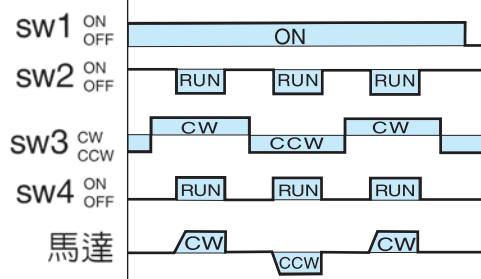 sw1 ON OFF ON
sw2 ON OFF RUN RUN RUN
sw3 CW CCW CW CCW CW
sw4 ON OFF RUN RUN RUN
馬達 CW CCW CW